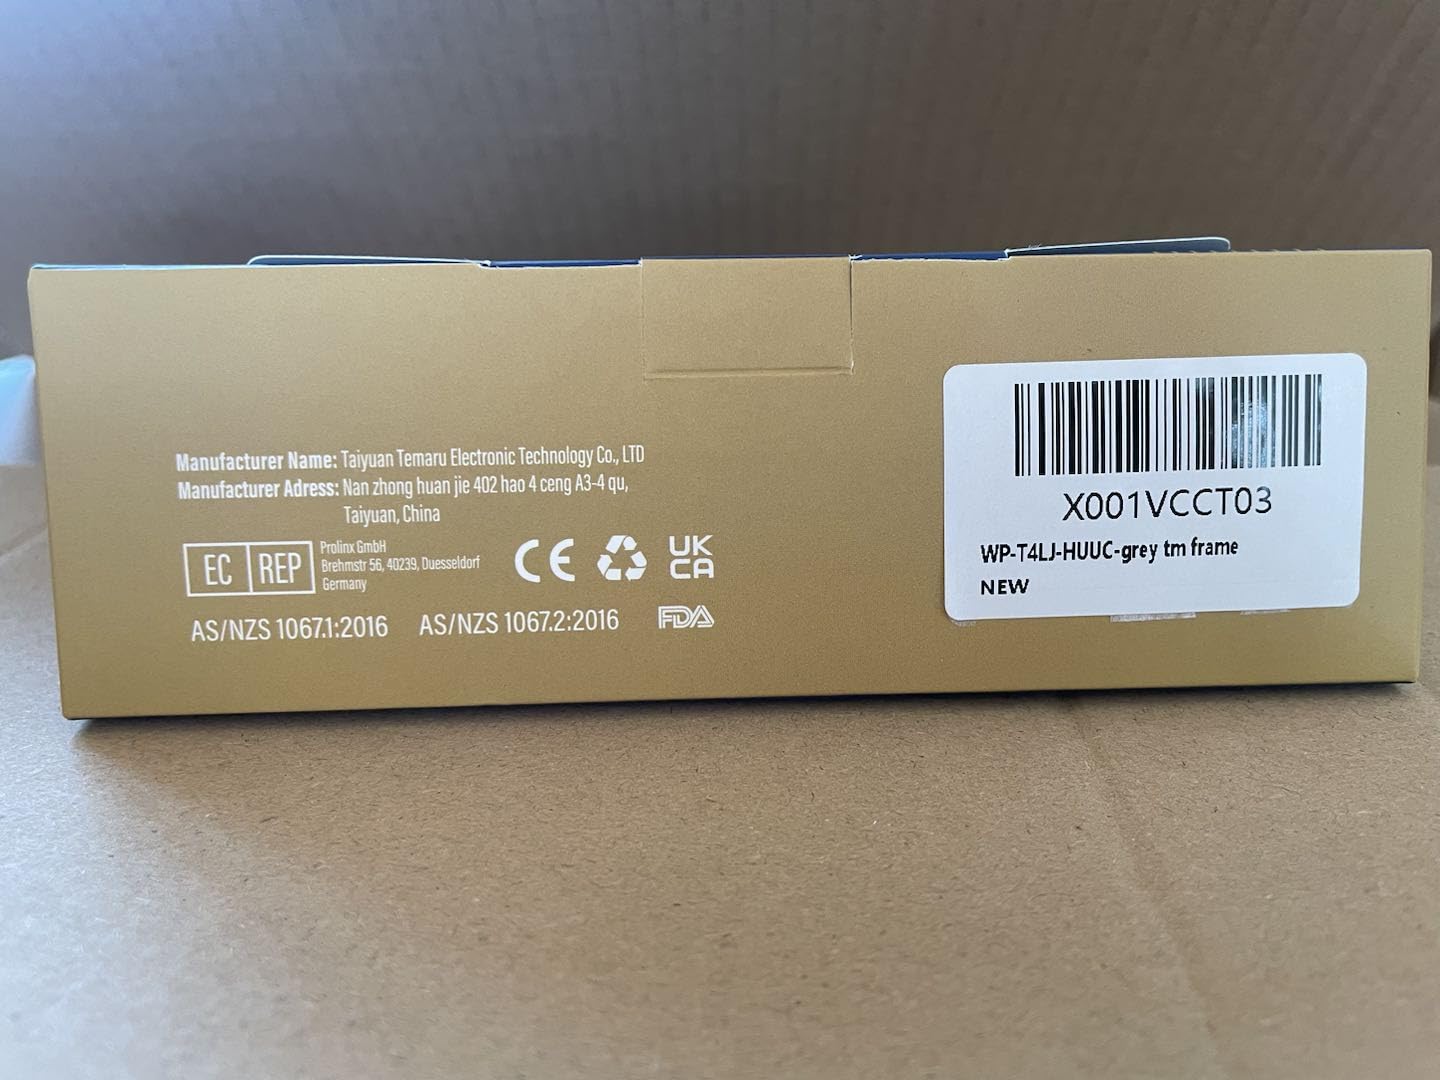 Manufacturer Name: Taiyuan Temaru Electronic Technology Co., LTD
Manufacturer Adress: Nan zhong huan jie 402 hao 4 ceng A3-4 qu,
Taiyuan, China
EC REP
Prolinx GmbH
Brehmstr 56, 40239, Duesseldorf
Germany
CE
UK
CA
AS/NZS 1067.1:2016 AS/NZS 1067.2:2016 FDA
X001VCCT03
WP-T4LJ-HUUC-grey tm frame
NEW